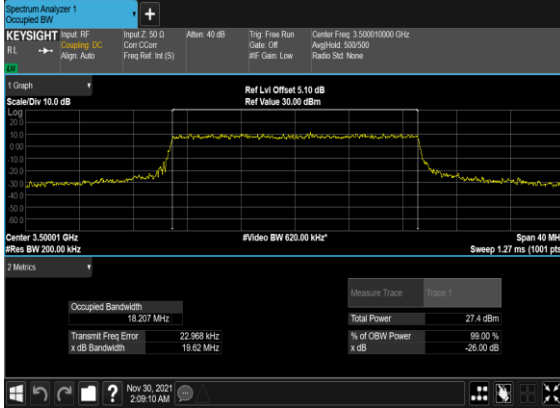 Spectrum Analyzer 1
Occupied BW
+
KEYSIGHT Input: RF Input Z: 50 Ω Atten: 40 dB Trig: Free Run Center Freq: 3.500010000 GHz
RL Coupling: DC Corr CCorr Gate: Off Avg|Hold: 500/500
Align: Auto Freq Ref: Int (S) #IF Gain: Low Radio Std: None
LW
1 Graph
Scale/Div 10.0 dB
Ref Lvl Offset 5.10 dB
Ref Value 30.00 dBm
Log
20.0
10.0
0.00
-10.0
-20.0
-30.0
-40.0
-50.0
-60.0
Center 3.50001 GHz #Video BW 620.00 kHz* Span 40 MH
#Res BW 200.00 kHz Sweep 1.27 ms (1001 pts
2 Metrics
Measure Trace Trace 1
Occupied Bandwidth
18.207 MHz Total Power 27.4 dBm
Transmit Freq Error 22.968 kHz % of OBW Power 99.00 %
x dB Bandwidth 19.62 MHz x dB -26.00 dB
? Nov 30, 2021
2:09:10 AM